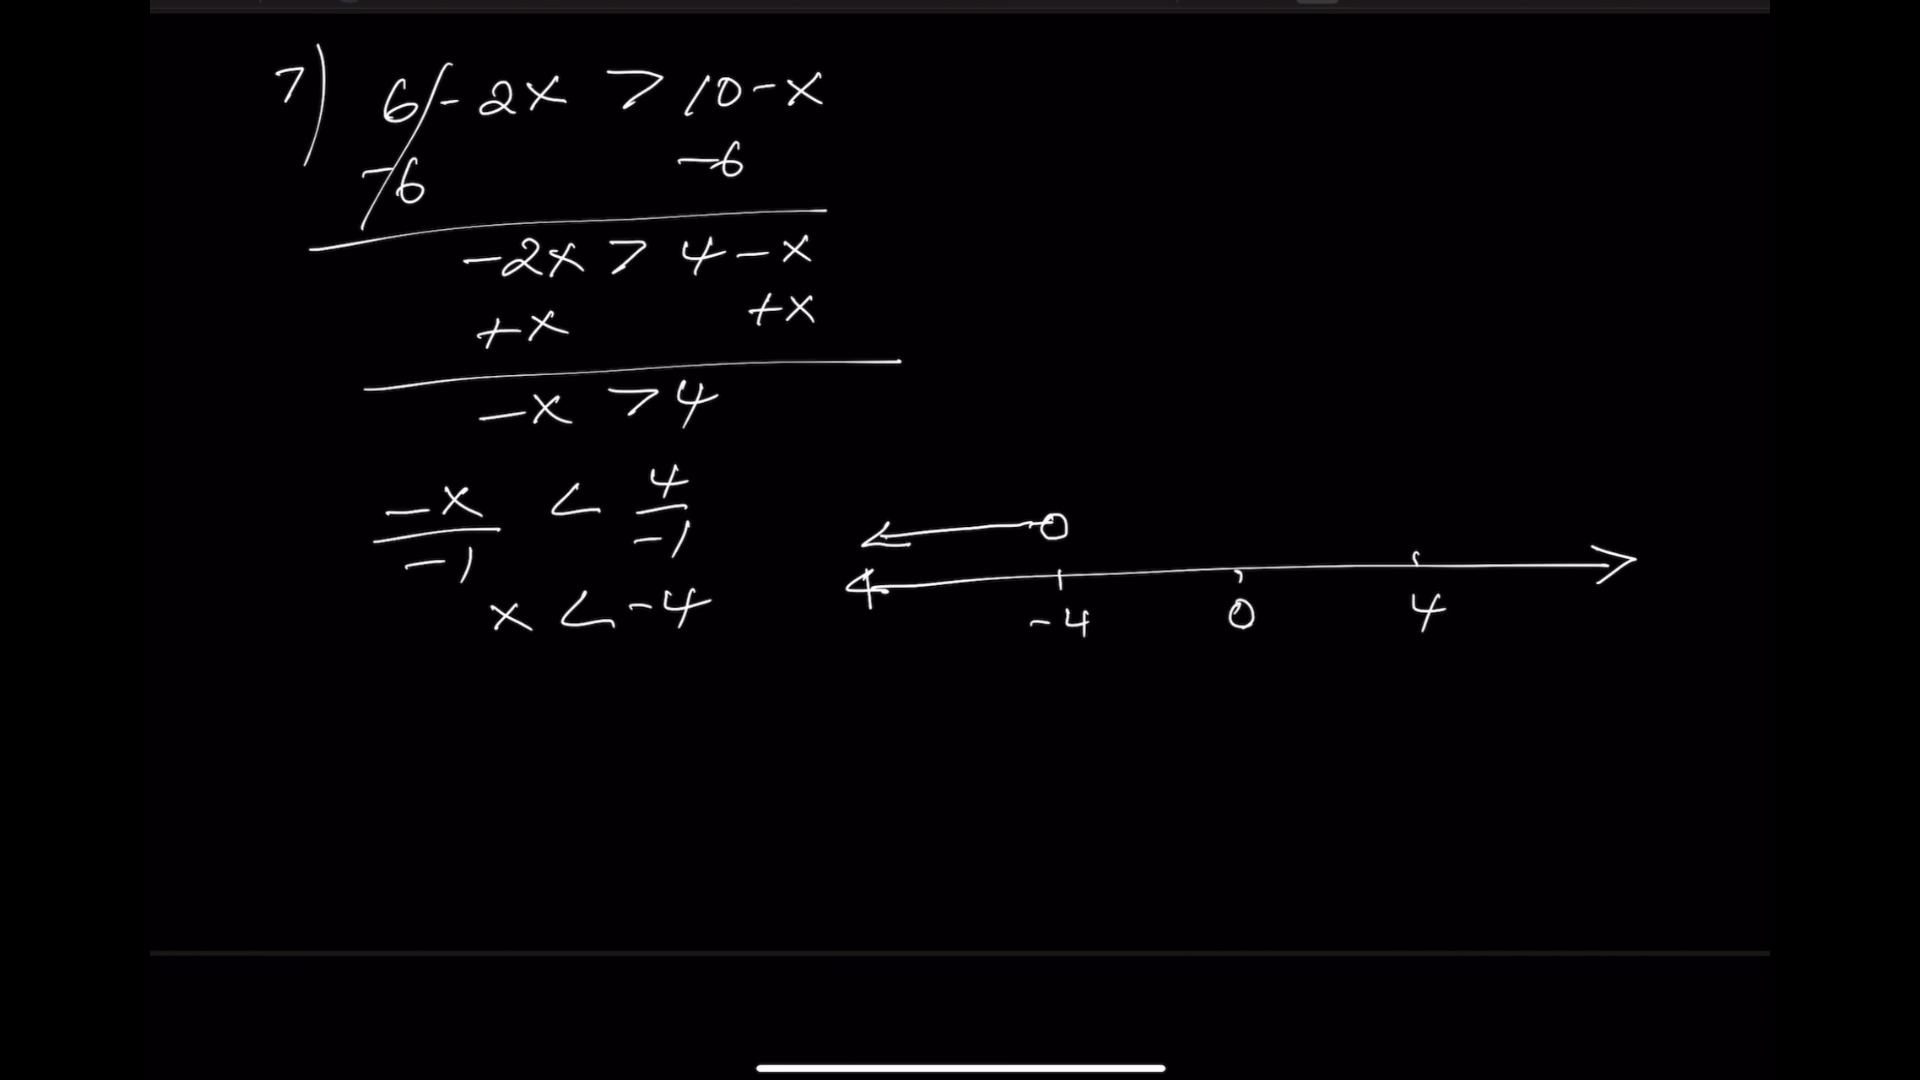 7) 6 - 2x > 10 - x
-6 -6
-2x > 4 - x
+x +x
-x > 4
-x/-1 < 4/-1
x < -4
-4 0 4